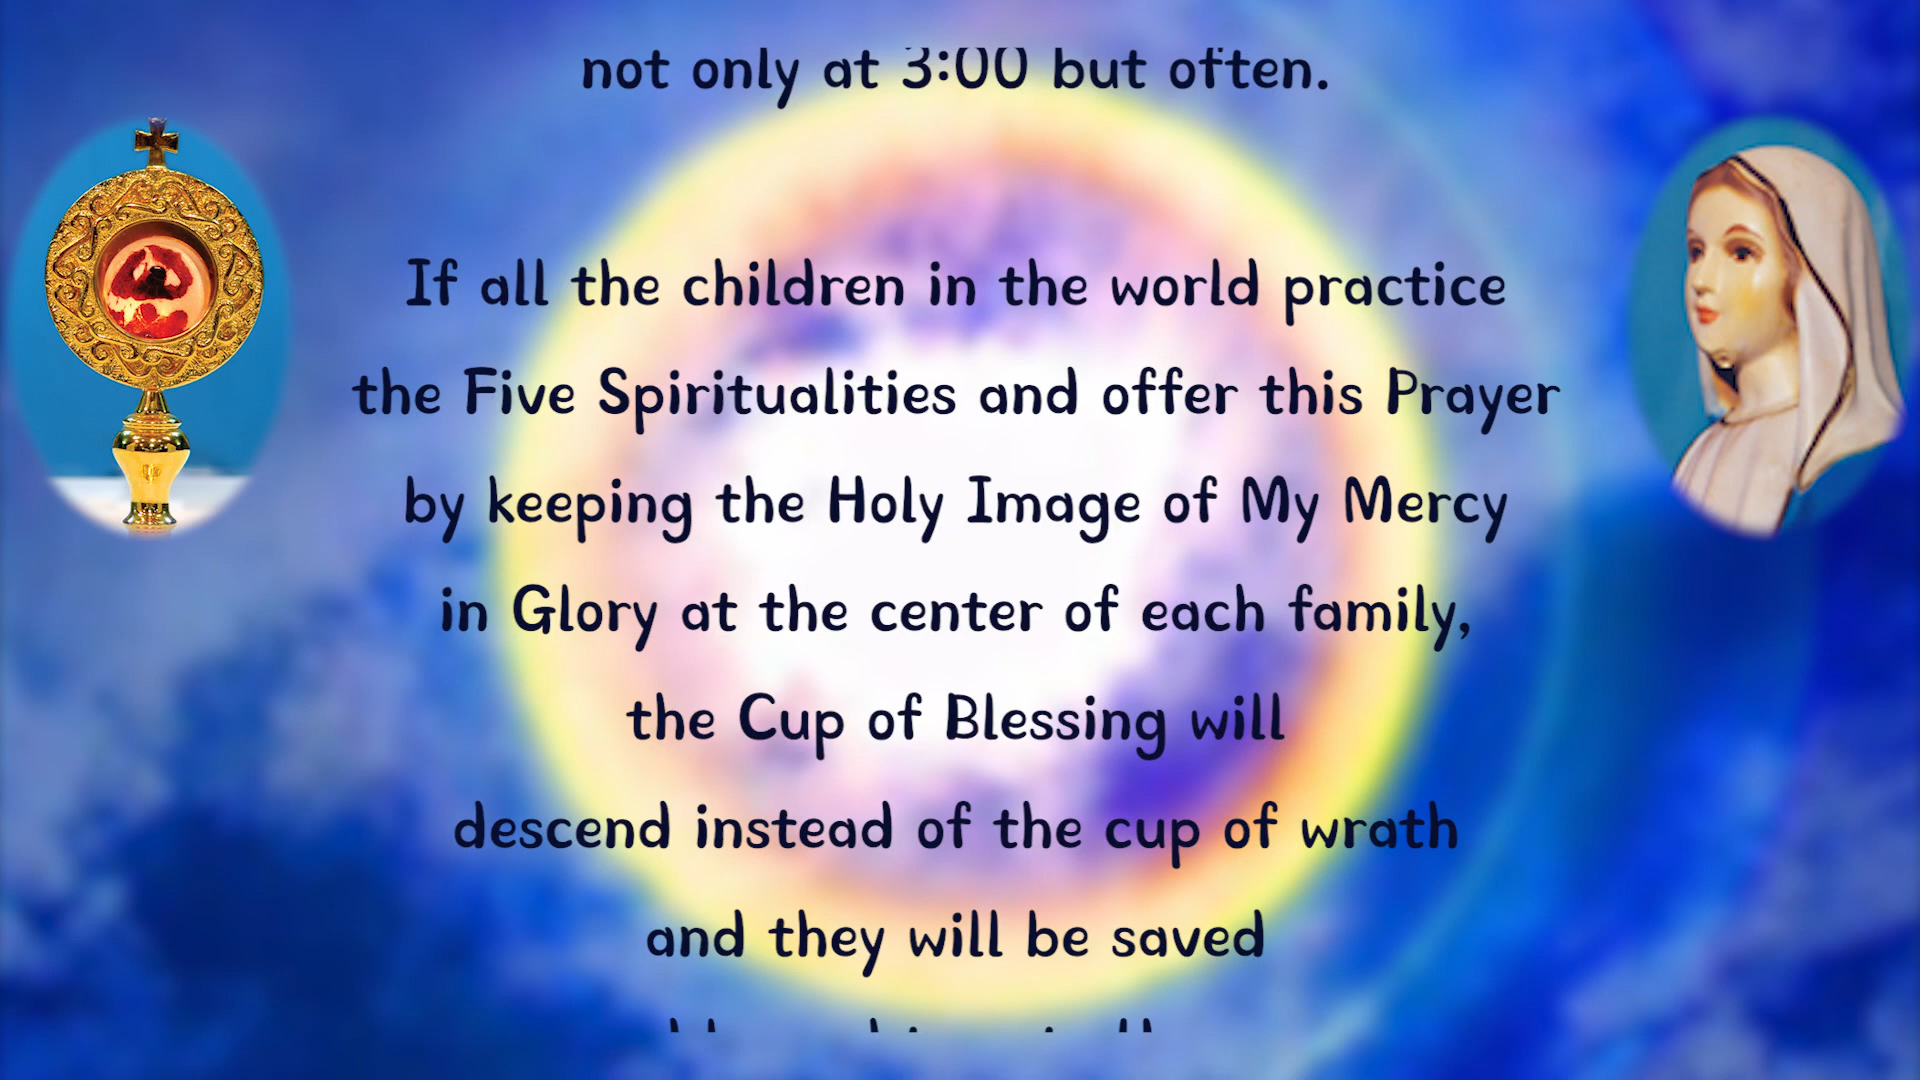 not only at 3:00 but often.
If all the children in the world practice
the Five Spiritualities and offer this Prayer
by keeping the Holy Image of My Mercy
in Glory at the center of each family,
the Cup of Blessing will
descend instead of the cup of wrath
and they will be saved